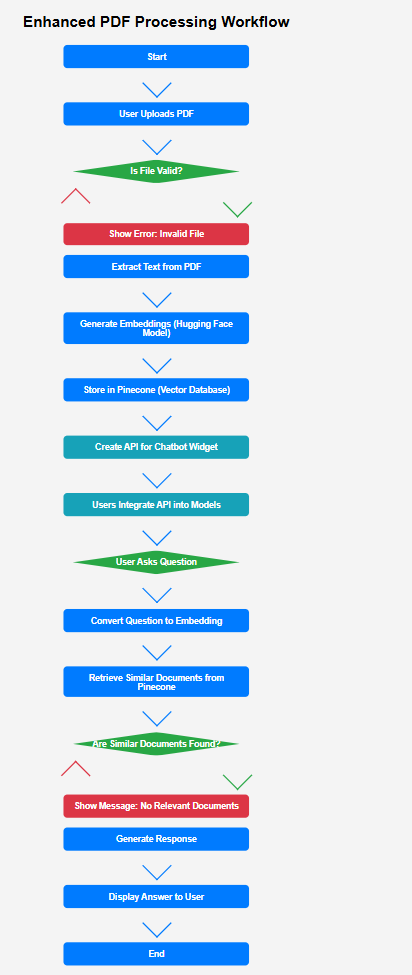 Enhanced PDF Processing Workflow
Start
User Uploads PDF
Is File Valid?
Show Error: Invalid File
Extract Text from PDF
Generate Embeddings (Hugging Face
Model)
Store in Pinecone (Vector Database)
Create API for Chatbot Widget
Users Integrate API into Models
User Asks Question
Convert Question to Embedding
Retrieve Similar Documents from
Pinecone
Are Similar Documents Found?
Show Message: No Relevant Documents
Generate Response
Display Answer to User
End